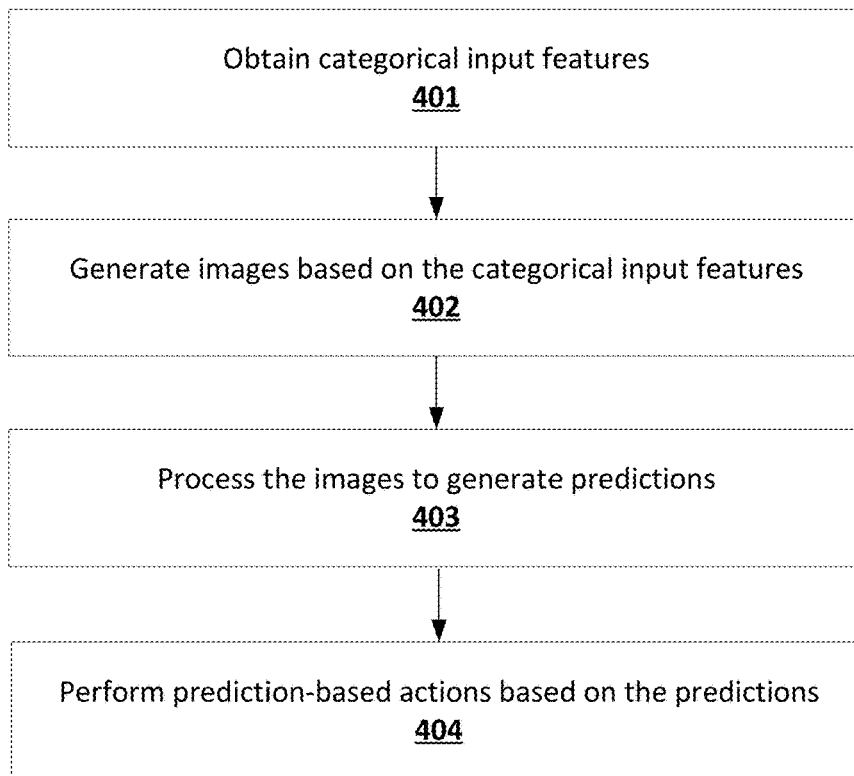 Obtain categorical input features
401
Generate images based on the categorical input features
402
Process the images to generate predictions
403
Perform prediction-based actions based on the predictions
404